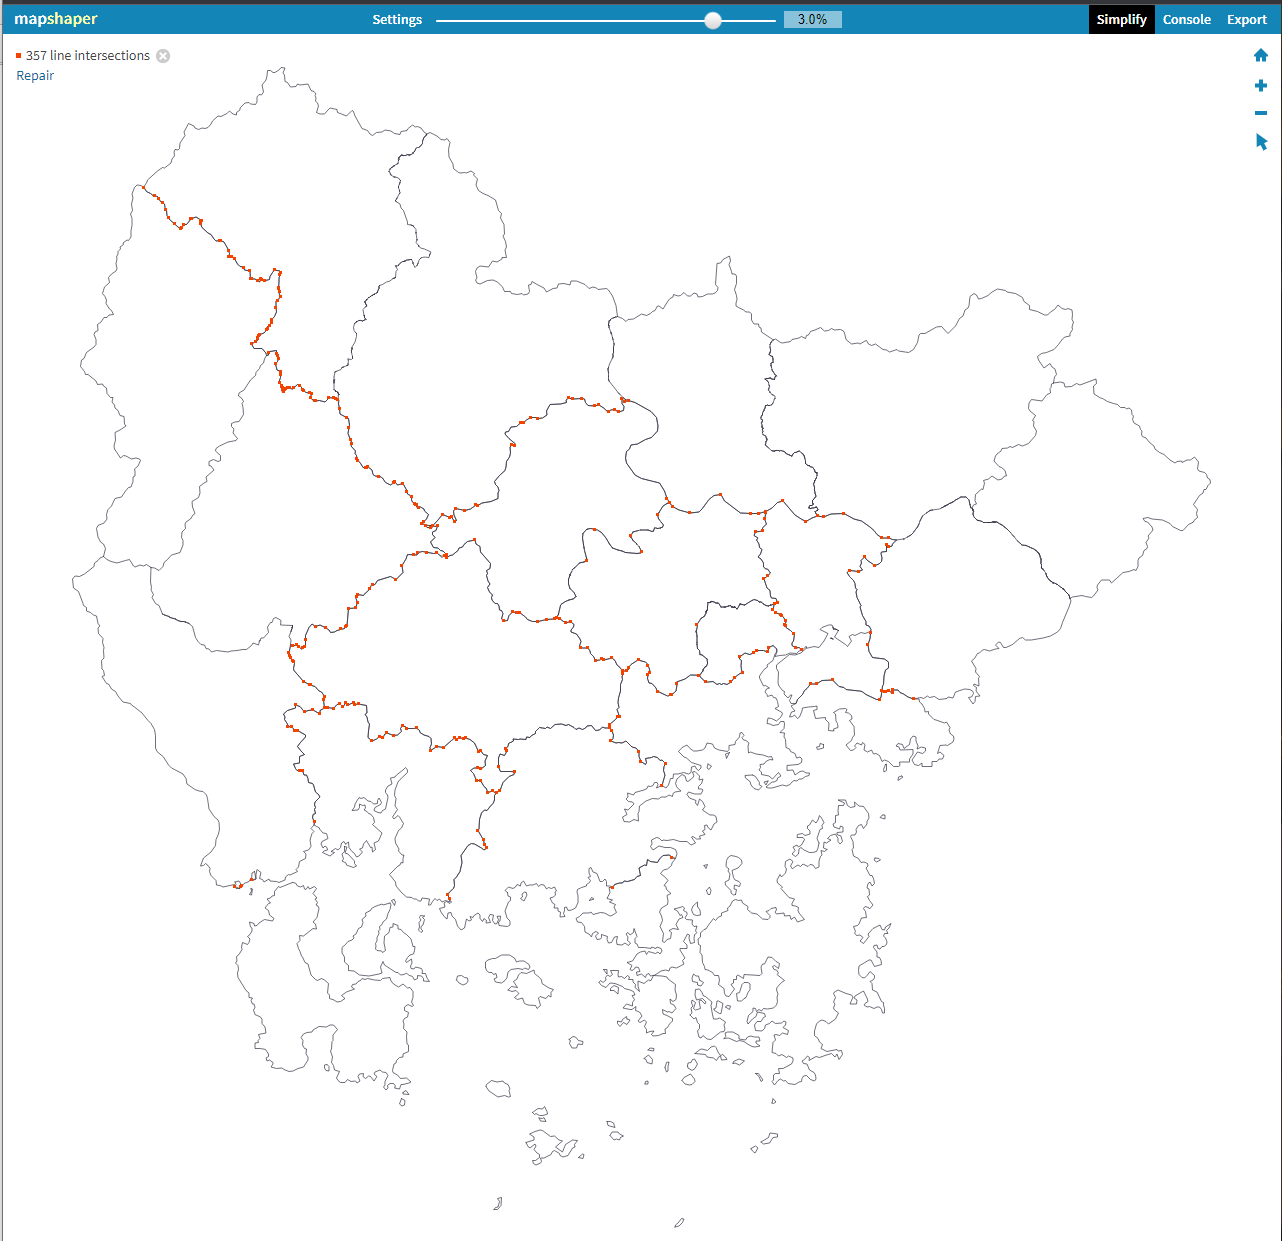 mapshaper
Settings
3.0%
Simplify Console Export
357 line intersections
Repair